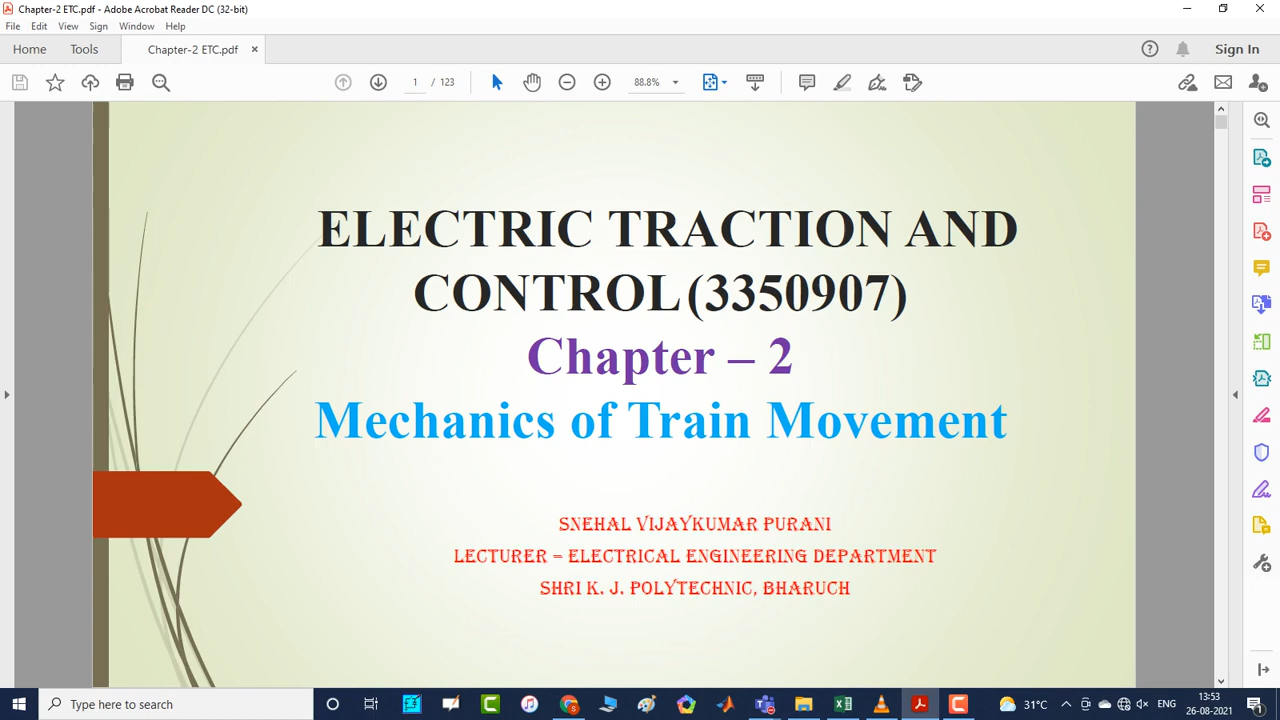 Chapter-2 ETC.pdf - Adobe Acrobat Reader DC (32-bit)
File Edit View Sign Window Help
Home Tools Chapter-2 ETC.pdf × Sign In
1 / 123 88.8%
ELECTRIC TRACTION AND
CONTROL (3350907)
Chapter – 2
Mechanics of Train Movement
SNEHAL VIJAYKUMAR PURANI
LECTURER – ELECTRICAL ENGINEERING DEPARTMENT
SHRI K. J. POLYTECHNIC, BHARUCH
Type here to search
31°C ENG
13:53
26-08-2021
1